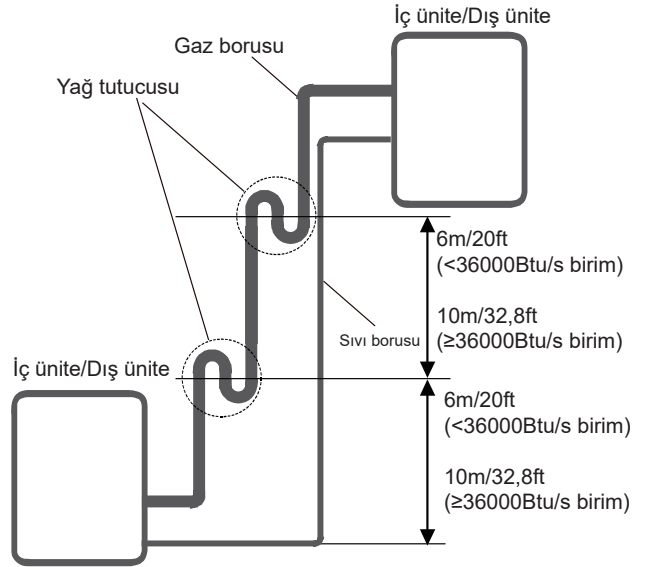 İç ünite/Dış ünite
Gaz borusu
Yağ tutucusu
6m/20ft
(<36000Btu/s birim)
10m/32,8ft
(≥36000Btu/s birim)
Sıvı borusu
İç ünite/Dış ünite
6m/20ft
(<36000Btu/s birim)
10m/32,8ft
(≥36000Btu/s birim)